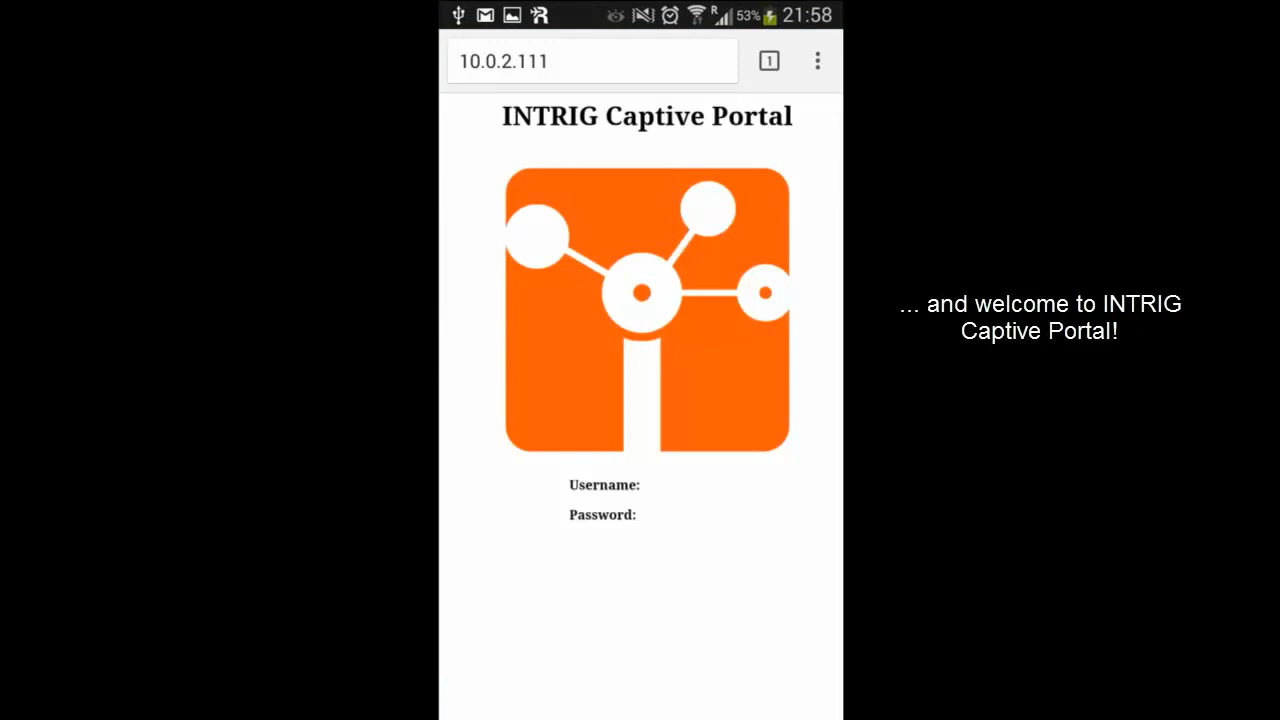 R 53% 21:58
10.0.2.111
1
INTRIG Captive Portal
Username:
Password:
... and welcome to INTRIG
Captive Portal!